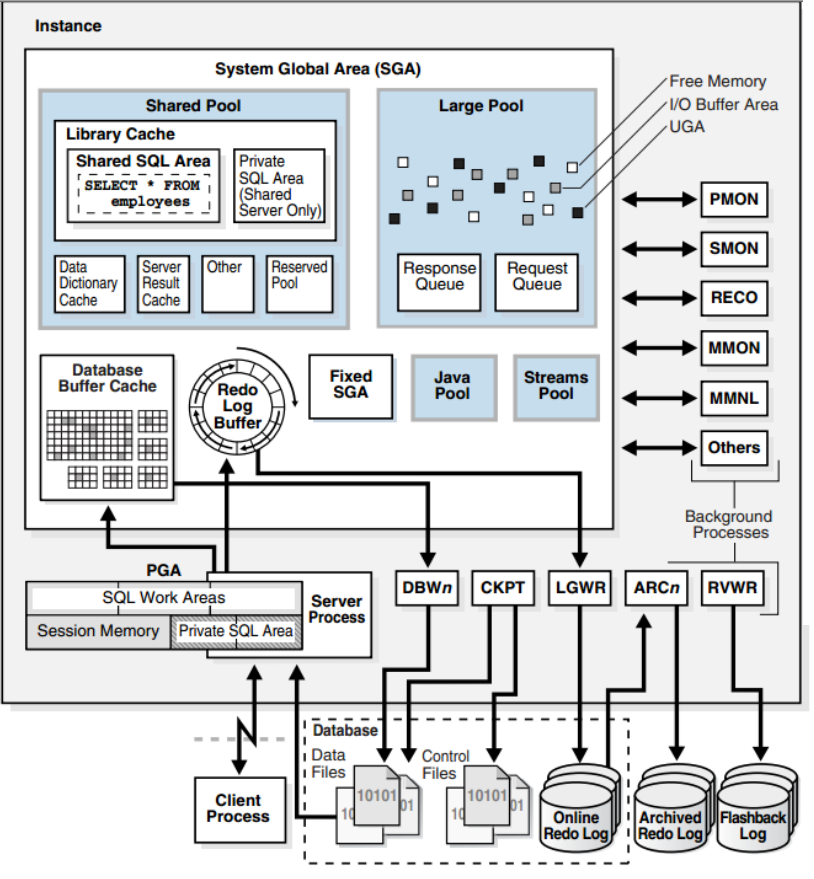 Instance
System Global Area (SGA)
Shared Pool
Library Cache
Shared SQL Area
SELECT * FROM
employees
Private
SQL Area
(Shared
Server Only)
Data
Dictionary
Cache
Server
Result
Cache
Other
Reserved
Pool
Large Pool
Response
Queue
Request
Queue
Free Memory
I/O Buffer Area
UGA
Database
Buffer Cache
Redo
Log
Buffer
Fixed
SGA
Java
Pool
Streams
Pool
PMON
SMON
RECO
MMON
MMNL
Others
Background
Processes
PGA
SQL Work Areas
Session Memory
Private SQL Area
Server
Process
DBWn
CKPT
LGWR
ARCn
RVWR
Client
Process
Database
Data
Files
10
10101
01
Control
Files
10
10101
01
Online
Redo Log
Archived
Redo Log
Flashback
Log